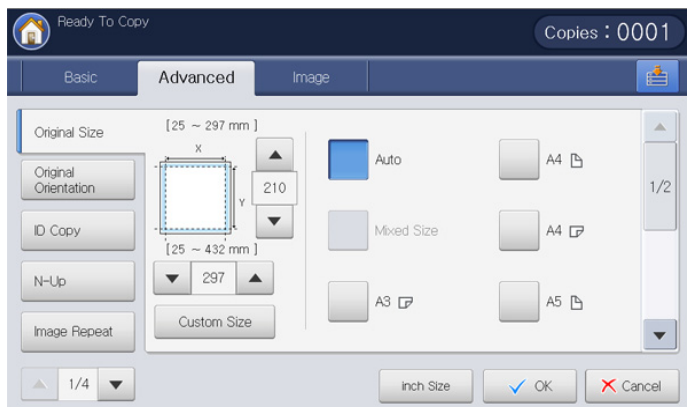 Ready To Copy
Copies : 0001
Basic
Advanced
Image
Original Size
Original
Orientation
ID Copy
N-Up
Image Repeat
1/4
[25 ~ 297 mm ]
X
Y
210
[25 ~ 432 mm ]
297
Custom Size
Auto
A4
Mixed Size
A4
A3
A5
1/2
inch Size
OK
Cancel